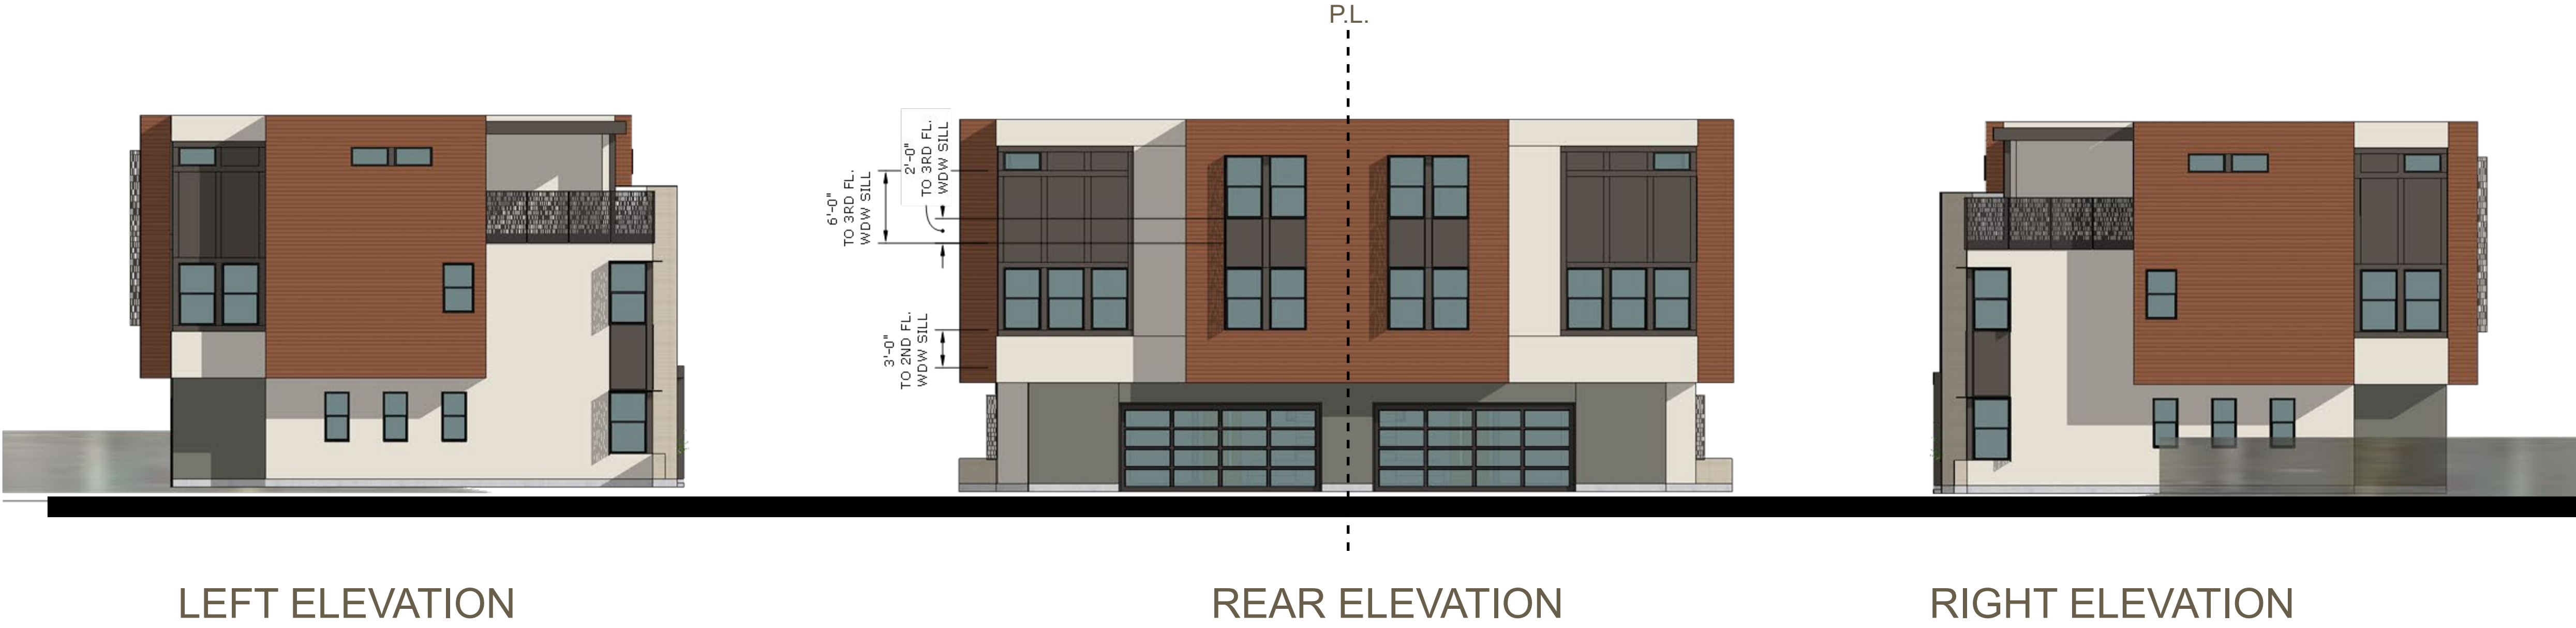 P.L.
2'-0"
TO 3RD FL.
WDW SILL
6'-0"
TO 3RD FL.
WDW SILL
3'-0"
TO 2ND FL.
WDW SILL
LEFT ELEVATION
REAR ELEVATION
RIGHT ELEVATION